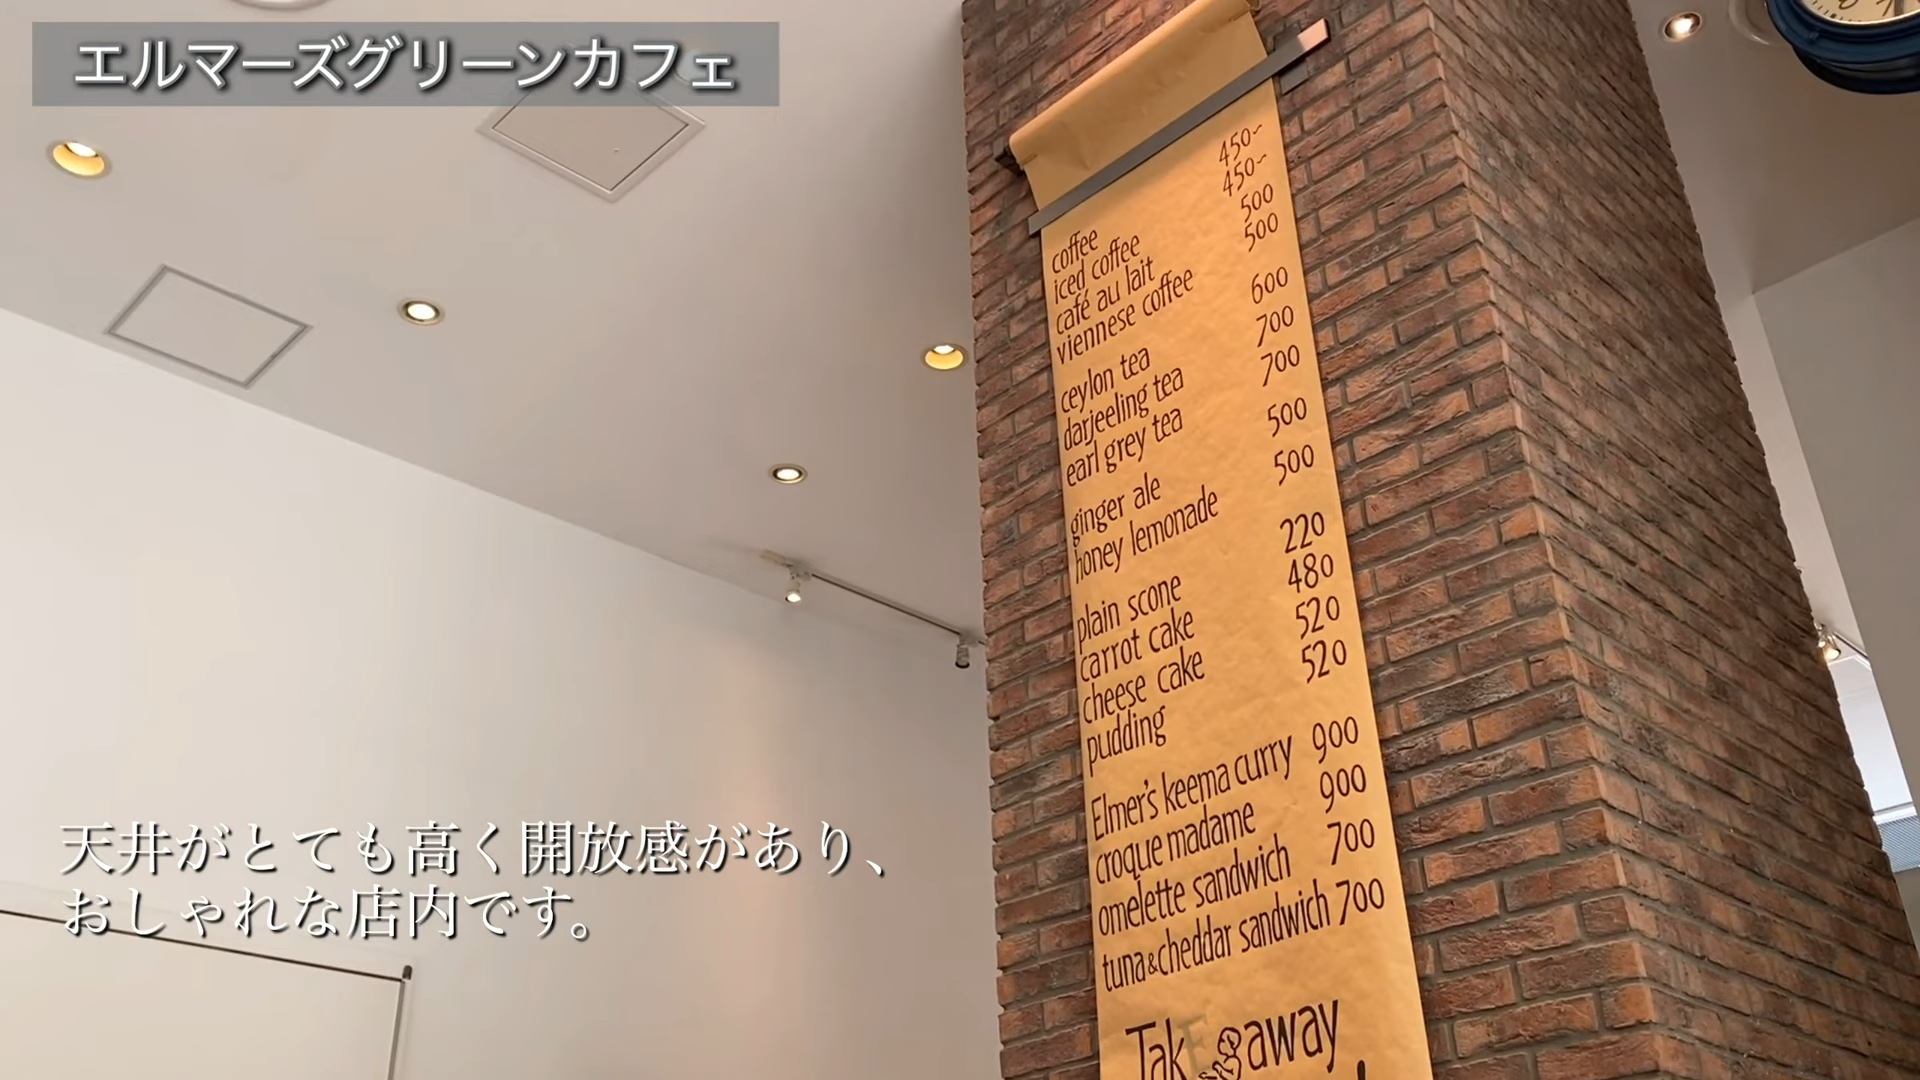 エルマーズグリーンカフェ
coffee 450~
iced coffee 450~
café au lait 500
viennese coffee 500
ceylon tea 600
darjeeling tea 700
earl grey tea 700
ginger ale 500
honey lemonade 500
plain scone 220
carrot cake 480
cheese cake 520
pudding 520
Elmer's keema curry 900
croque madame 900
omelette sandwich 700
tuna&cheddar sandwich 700
Take away
天井がとても高く開放感があり、
おしゃれな店内です。